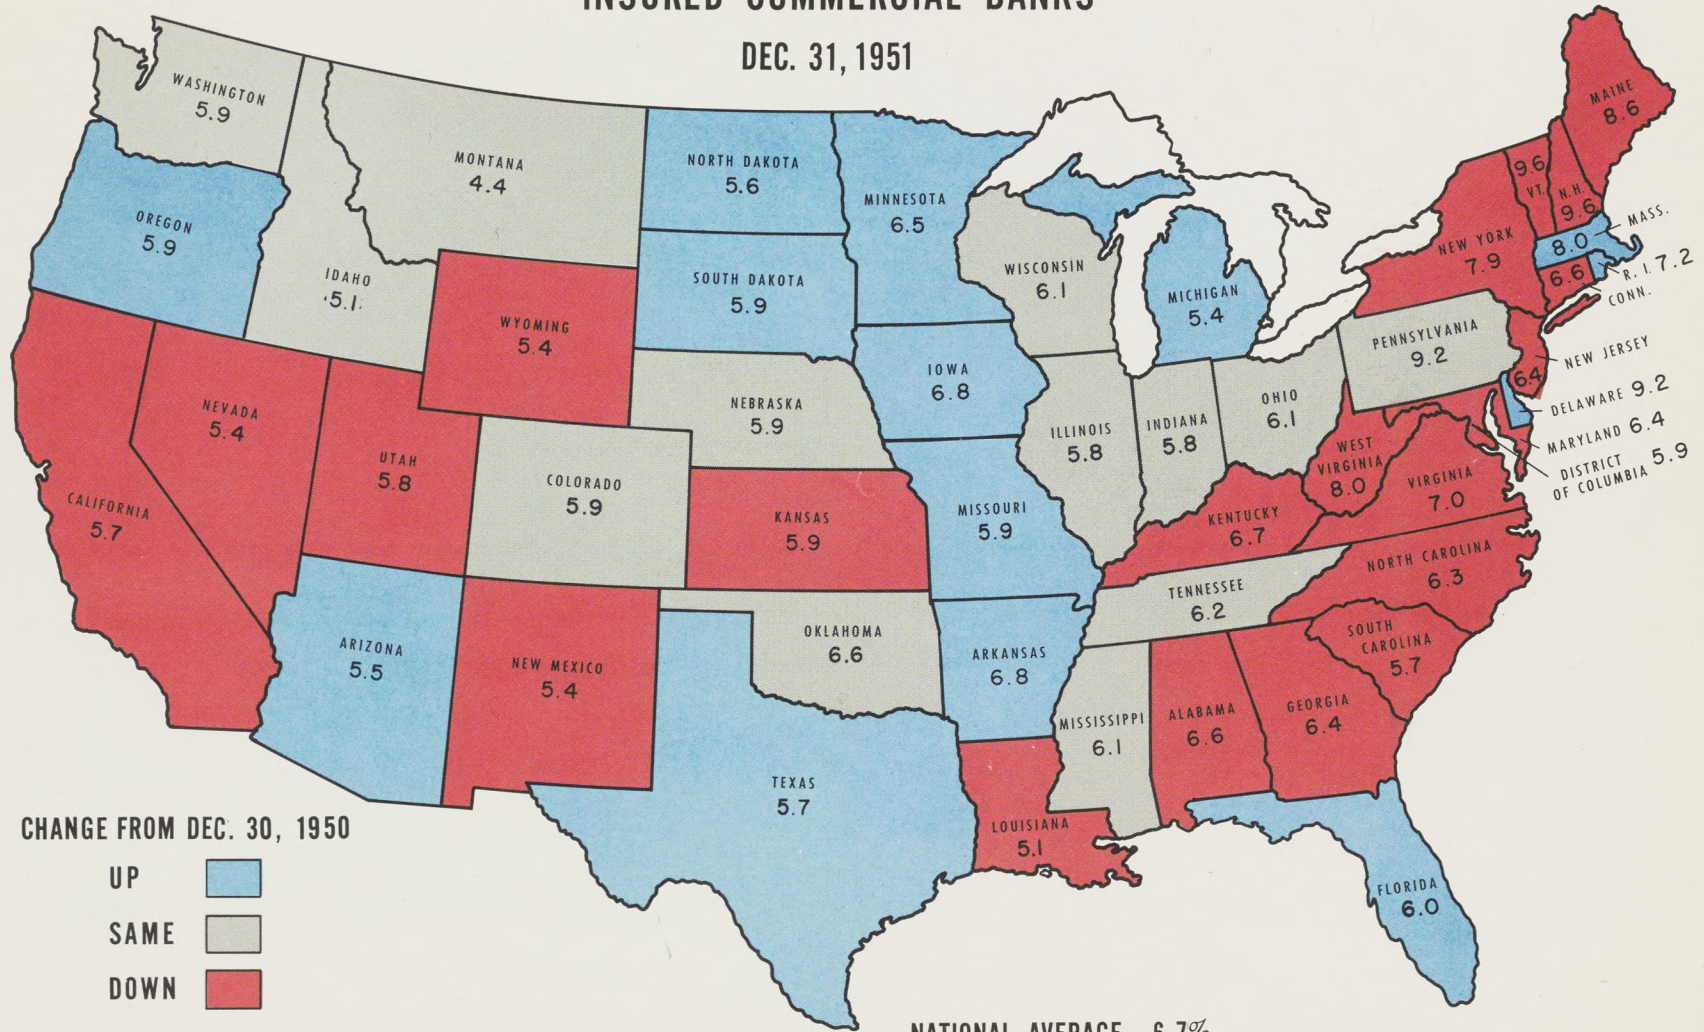 INSURED COMMERCIAL BANKS
DEC. 31, 1951
WASHINGTON
5.9
MONTANA
4.4
NORTH DAKOTA
5.6
MINNESOTA
6.5
MAINE
8.6
9.6
VT.
N.H.
9.6
OREGON
5.9
IDAHO
5.1
SOUTH DAKOTA
5.9
WISCONSIN
6.1
MICHIGAN
5.4
NEW YORK
7.9
8.0
MASS.
6.6
R. I. 7.2
CONN.
WYOMING
5.4
IOWA
6.8
PENNSYLVANIA
9.2
NEW JERSEY
6.4
DELAWARE 9.2
MARYLAND 6.4
DISTRICT
OF COLUMBIA 5.9
NEVADA
5.4
NEBRASKA
5.9
ILLINOIS
5.8
INDIANA
5.8
OHIO
6.1
WEST
VIRGINIA
8.0
VIRGINIA
7.0
UTAH
5.8
COLORADO
5.9
CALIFORNIA
5.7
KANSAS
5.9
MISSOURI
5.9
KENTUCKY
6.7
NORTH CAROLINA
6.3
TENNESSEE
6.2
ARIZONA
5.5
NEW MEXICO
5.4
OKLAHOMA
6.6
ARKANSAS
6.8
SOUTH
CAROLINA
5.7
MISSISSIPPI
6.1
ALABAMA
6.6
GEORGIA
6.4
TEXAS
5.7
LOUISIANA
5.1
FLORIDA
6.0
CHANGE FROM DEC. 30, 1950
UP
SAME
DOWN
NATIONAL AVERAGE - 6.7%